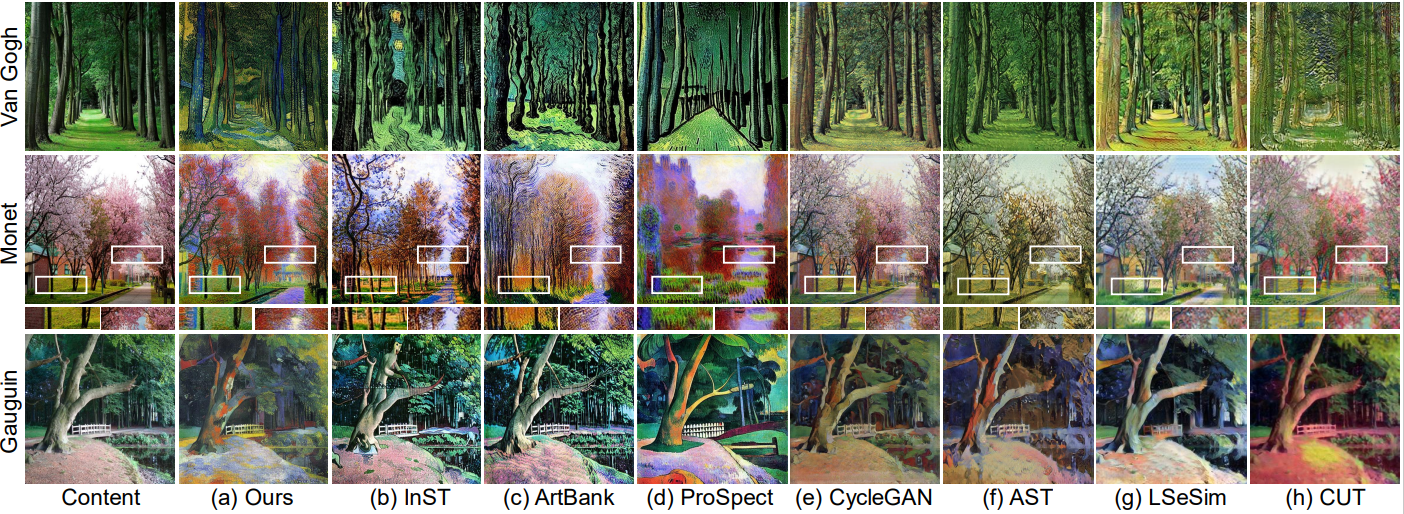 Van Gogh
Monet
Gauguin
Content (a) Ours (b) InST (c) ArtBank (d) ProSpect (e) CycleGAN (f) AST (g) LSeSim (h) CUT